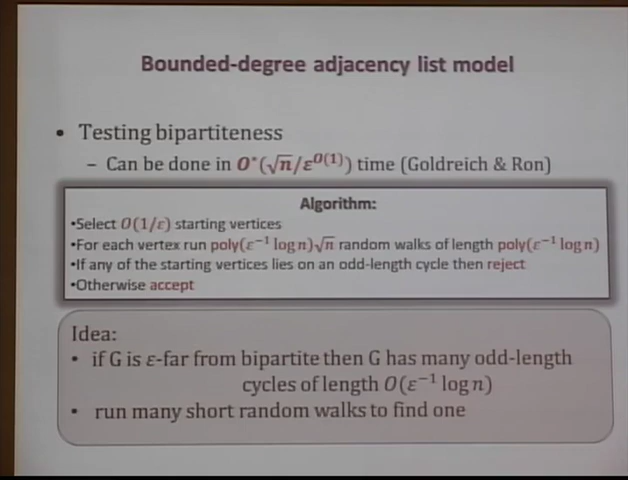 Bounded-degree adjacency list model
• Testing bipartiteness
– Can be done in O*(√n/ε^O(1)) time (Goldreich & Ron)
Algorithm:
•Select O(1/ε) starting vertices
•For each vertex run poly(ε⁻¹ log n)√n random walks of length poly(ε⁻¹ log n)
•If any of the starting vertices lies on an odd-length cycle then reject
•Otherwise accept
Idea:
• if G is ε-far from bipartite then G has many odd-length
cycles of length O(ε⁻¹ log n)
• run many short random walks to find one